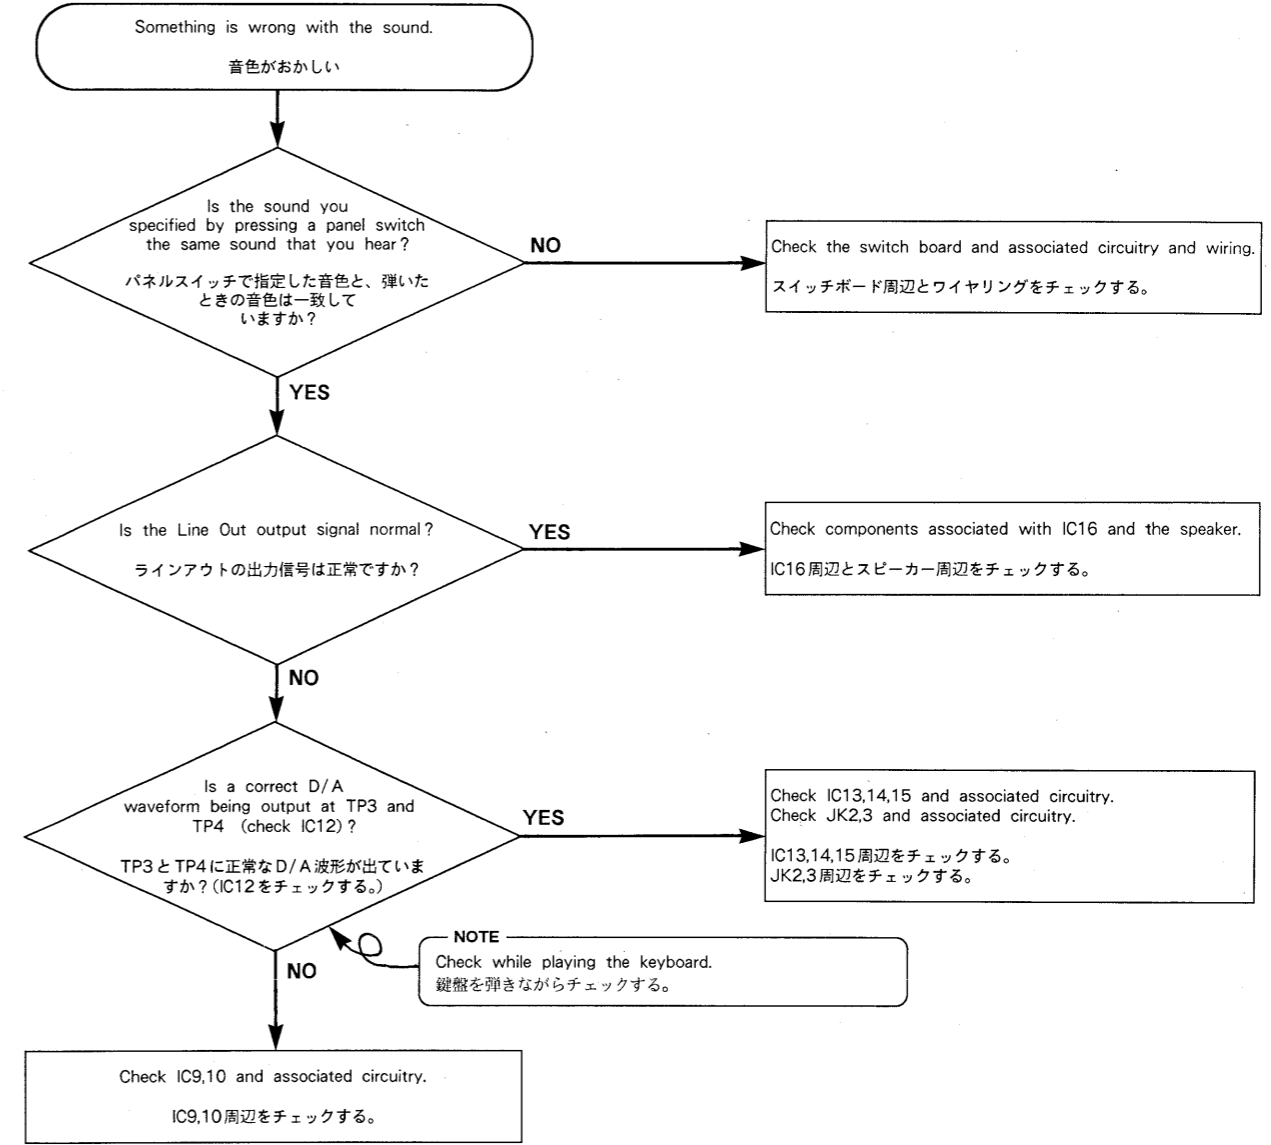 Something is wrong with the sound.
音色がおかしい
Is the sound you
specified by pressing a panel switch
the same sound that you hear?
パネルスイッチで指定した音色と、弾いた
ときの音色は一致して
いますか?
NO
Check the switch board and associated circuitry and wiring.
スイッチボード周辺とワイヤリングをチェックする。
YES
Is the Line Out output signal normal?
ラインアウトの出力信号は正常ですか?
YES
Check components associated with IC16 and the speaker.
IC16周辺とスピーカー周辺をチェックする。
NO
Is a correct D/A
waveform being output at TP3 and
TP4 (check IC12)?
TP3とTP4に正常なD/A波形が出ていま
すか?(IC12をチェックする。)
YES
Check IC13,14,15 and associated circuitry.
Check JK2,3 and associated circuitry.
IC13,14,15周辺をチェックする。
JK2,3周辺をチェックする。
NOTE
Check while playing the keyboard.
鍵盤を弾きながらチェックする。
NO
Check IC9,10 and associated circuitry.
IC9,10周辺をチェックする。